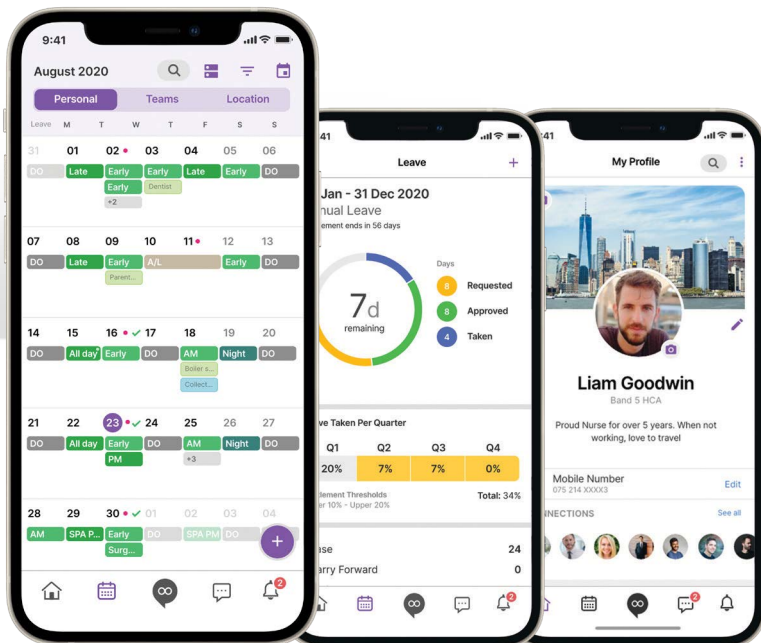 9:41
August 2020
Personal Teams Location
Leave M T W T F S S
31 01 02 03 04 05 06
DO Late Early Early Late Early DO
Early Dentist
+2
07 08 09 10 11 12 13
DO Late Early A/L Early DO
Parent...
14 15 16 17 18 19 20
DO All day Early DO AM Night DO
Boiler s...
Collect...
21 22 23 24 25 26 27
DO All day Early DO AM Night DO
PM +3
28 29 30 01 02 03 04
AM SPA P... Early DO SPA PM DO
Surg...
+
2
41
Leave +
Jan - 31 Dec 2020
nual Leave
ement ends in 56 days
Days
7d
remaining
8 Requested
8 Approved
4 Taken
ve Taken Per Quarter
Q1 Q2 Q3 Q4
20% 7% 7% 0%
tlement Thresholds
er 10% - Upper 20%
Total: 34%
se 24
arry Forward 0
2
:41
My Profile
Liam Goodwin
Band 5 HCA
Proud Nurse for over 5 years. When not
working, love to travel
Mobile Number
075 214 XXXX3
Edit
NNECTIONS See all
2